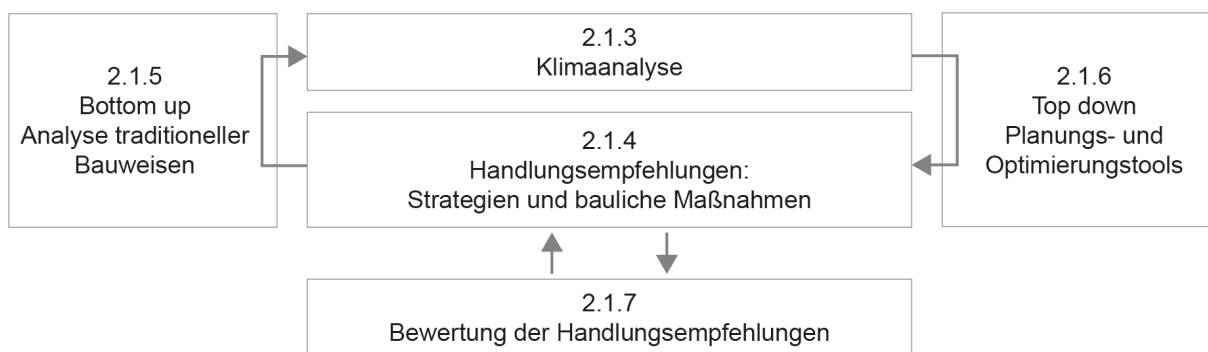 2.1.5
Bottom up
Analyse traditioneller
Bauweisen
2.1.3
Klimaanalyse
2.1.4
Handlungsempfehlungen:
Strategien und bauliche Maßnahmen
2.1.6
Top down
Planungs- und
Optimierungstools
2.1.7
Bewertung der Handlungsempfehlungen